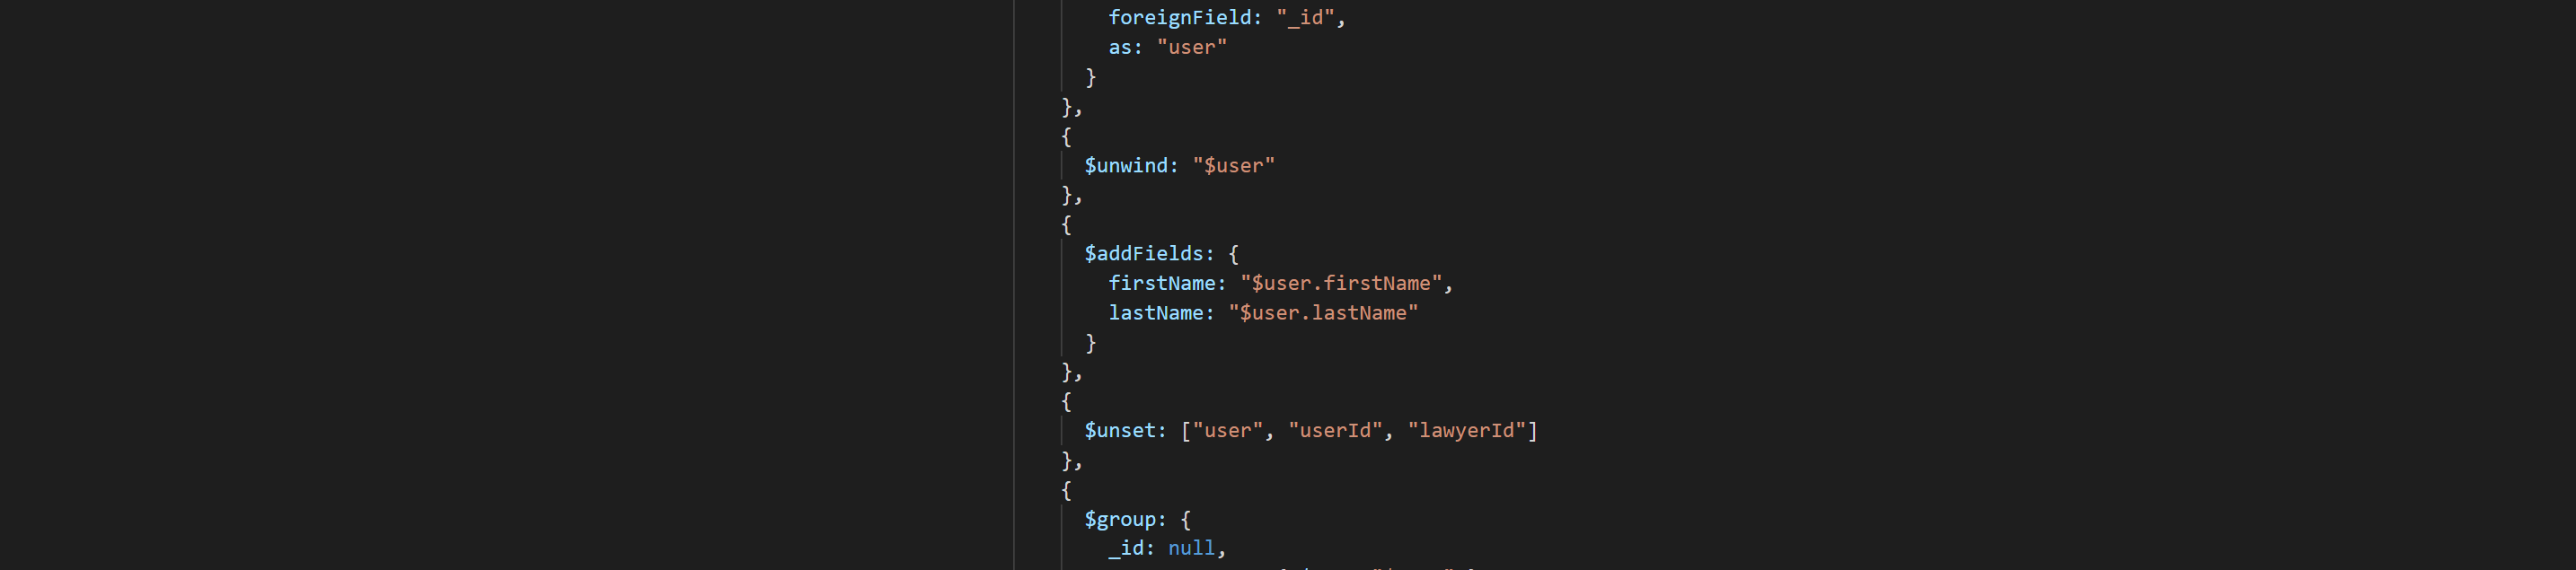 foreignField: "_id",
as: "user"
}
},
{
$unwind: "$user"
},
{
$addFields: {
firstName: "$user.firstName",
lastName: "$user.lastName"
}
},
{
$unset: ["user", "userId", "lawyerId"]
},
{
$group: {
_id: null,